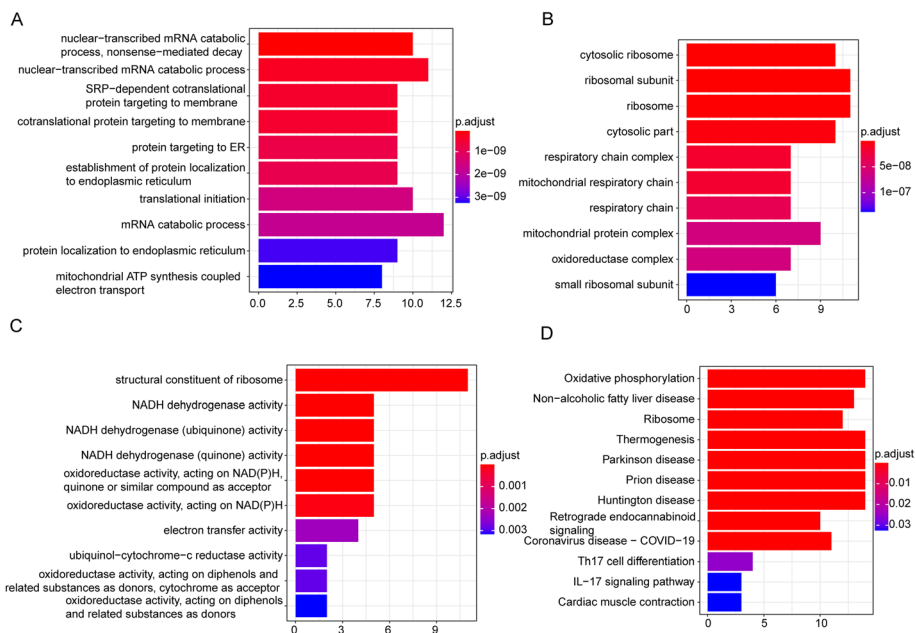 A
nuclear-transcribed mRNA catabolic
process, nonsense-mediated decay
nuclear-transcribed mRNA catabolic process
SRP-dependent cotranslational
protein targeting to membrane
cotranslational protein targeting to membrane
protein targeting to ER
establishment of protein localization
to endoplasmic reticulum
translational initiation
mRNA catabolic process
protein localization to endoplasmic reticulum
mitochondrial ATP synthesis coupled
electron transport
0.0 2.5 5.0 7.5 10.0 12.5
p.adjust
1e-09
2e-09
3e-09
B
cytosolic ribosome
ribosomal subunit
ribosome
cytosolic part
respiratory chain complex
mitochondrial respiratory chain
respiratory chain
mitochondrial protein complex
oxidoreductase complex
small ribosomal subunit
0 3 6 9
p.adjust
5e-08
1e-07
C
structural constituent of ribosome
NADH dehydrogenase activity
NADH dehydrogenase (ubiquinone) activity
NADH dehydrogenase (quinone) activity
oxidoreductase activity, acting on NAD(P)H,
quinone or similar compound as acceptor
oxidoreductase activity, acting on NAD(P)H
electron transfer activity
ubiquinol-cytochrome-c reductase activity
oxidoreductase activity, acting on diphenols and
related substances as donors, cytochrome as acceptor
oxidoreductase activity, acting on diphenols
and related substances as donors
0 3 6 9
p.adjust
0.001
0.002
0.003
D
Oxidative phosphorylation
Non-alcoholic fatty liver disease
Ribosome
Thermogenesis
Parkinson disease
Prion disease
Huntington disease
Retrograde endocannabinoid
signaling
Coronavirus disease - COVID-19
Th17 cell differentiation
IL-17 signaling pathway
Cardiac muscle contraction
0 5 10
p.adjust
0.01
0.02
0.03